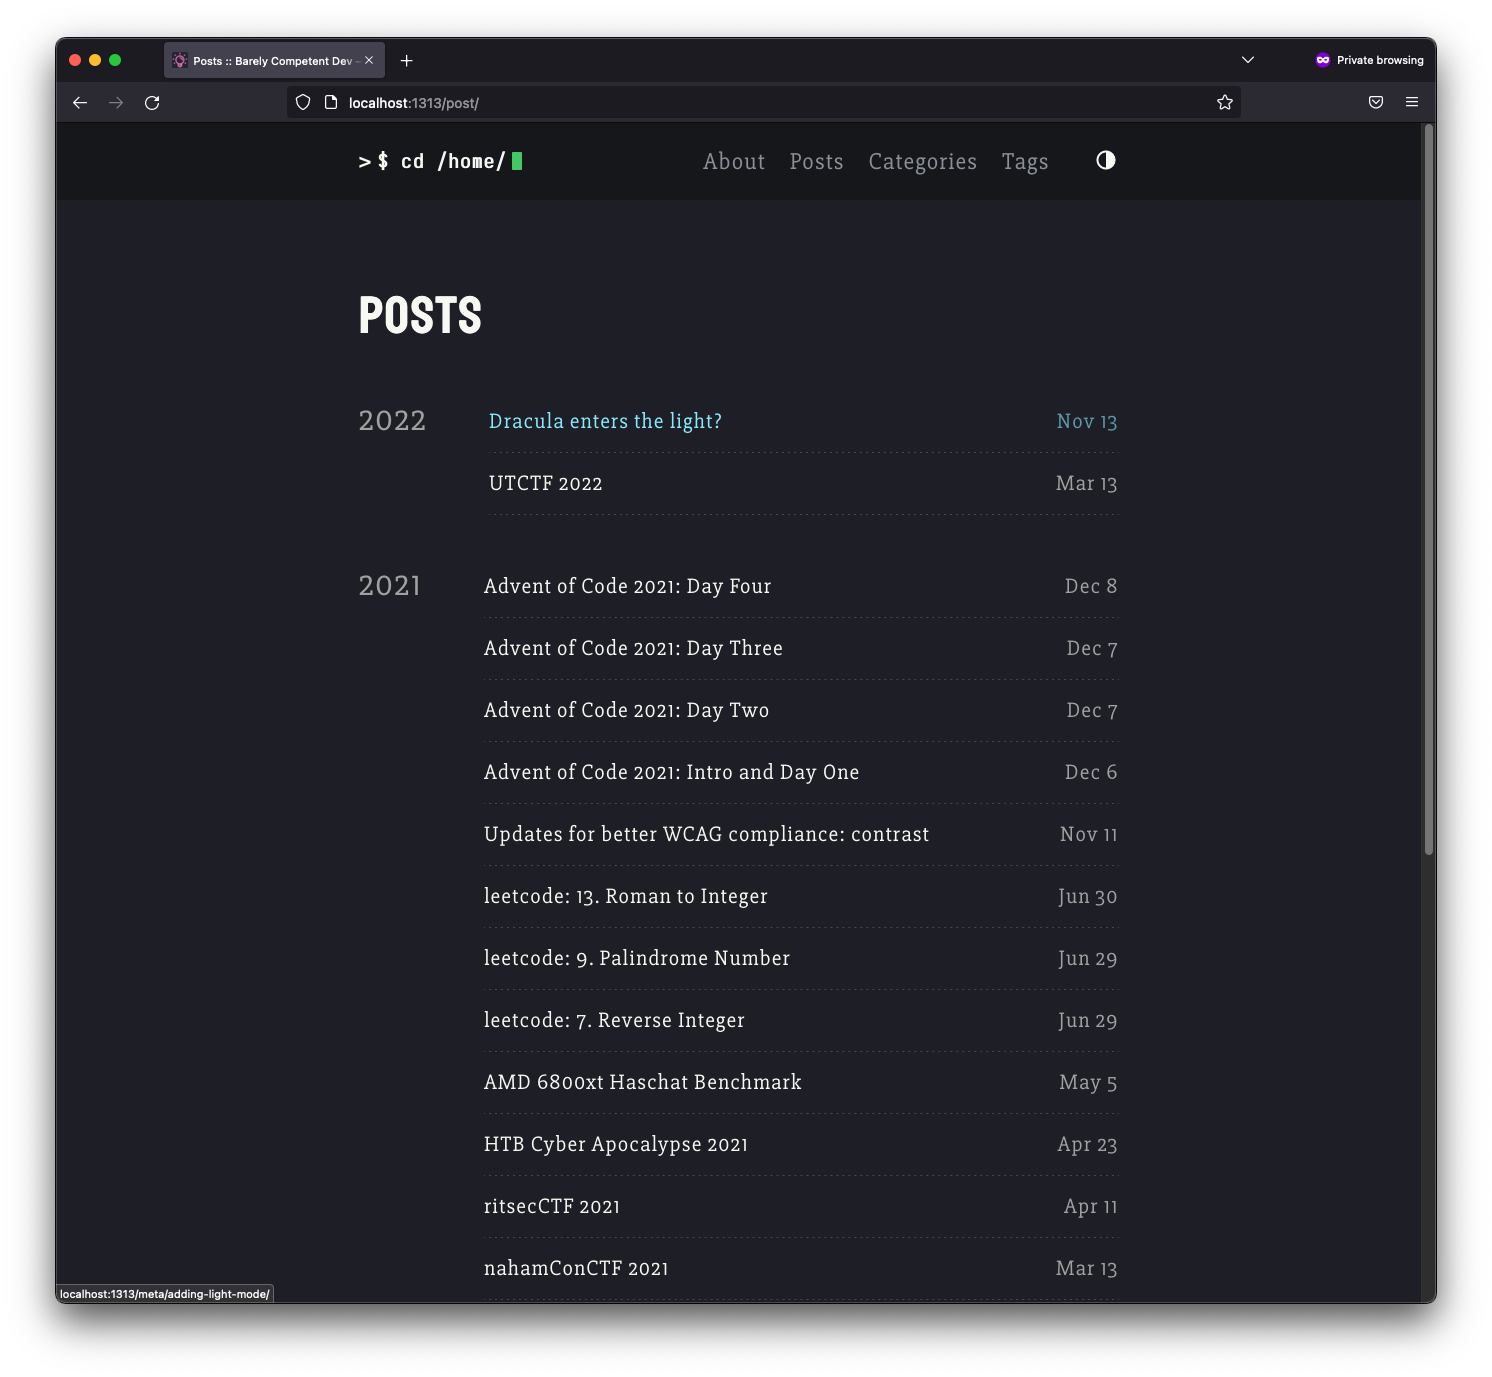 Posts :: Barely Competent Dev -
Private browsing
localhost:1313/post/
>$ cd /home/
About Posts Categories Tags
POSTS
2022 Dracula enters the light? Nov 13
UTCTF 2022 Mar 13
2021 Advent of Code 2021: Day Four Dec 8
Advent of Code 2021: Day Three Dec 7
Advent of Code 2021: Day Two Dec 7
Advent of Code 2021: Intro and Day One Dec 6
Updates for better WCAG compliance: contrast Nov 11
leetcode: 13. Roman to Integer Jun 30
leetcode: 9. Palindrome Number Jun 29
leetcode: 7. Reverse Integer Jun 29
AMD 6800xt Haschat Benchmark May 5
HTB Cyber Apocalypse 2021 Apr 23
ritsecCTF 2021 Apr 11
nahamConCTF 2021 Mar 13
localhost:1313/meta/adding-light-mode/